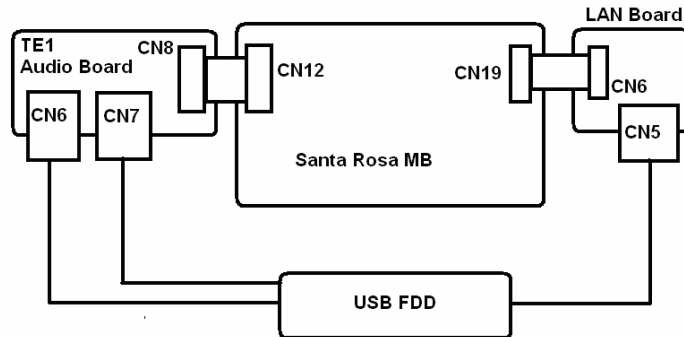 LAN Board
TE1
Audio Board
CN8
CN12
CN19
CN6
CN6
CN7
CN5
Santa Rosa MB
USB FDD